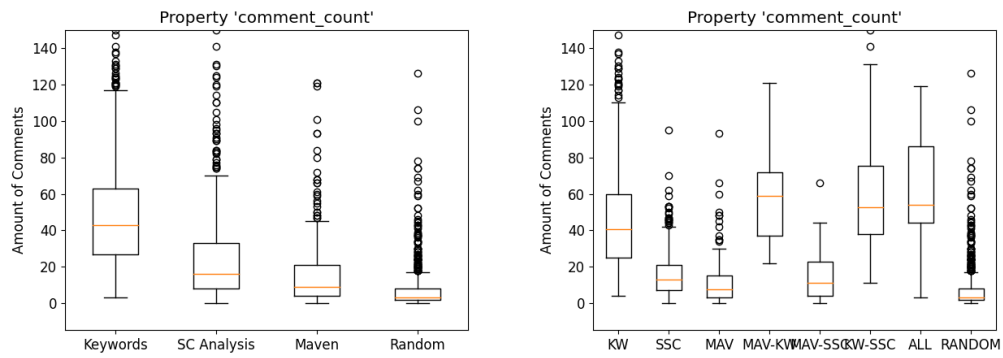 Property 'comment_count'
Amount of Comments
140
120
100
80
60
40
20
0
Keywords SC Analysis Maven Random
Property 'comment_count'
Amount of Comments
140
120
100
80
60
40
20
0
KW SSC MAV MAV-KW MAV-SSC KW-SSC ALL RANDOM